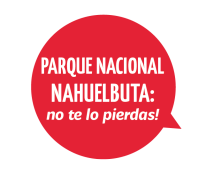 PARQUE NACIONAL
NAHUELBUTA:
no te lo pierdas!